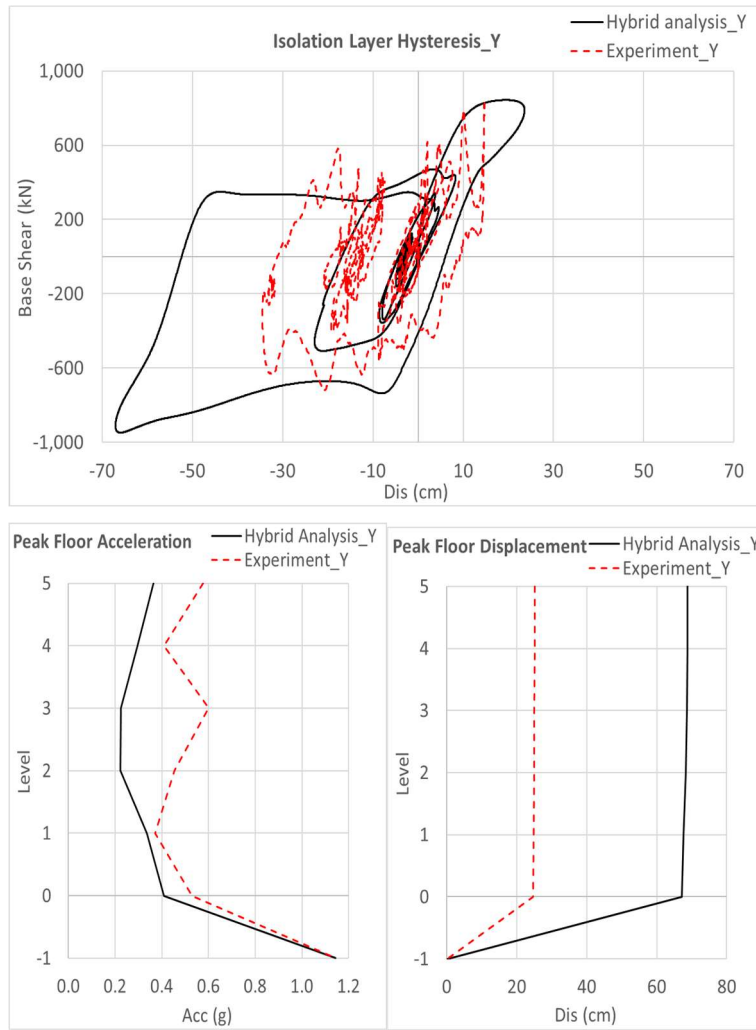 Hybrid analysis_Y
Isolation Layer Hysteresis_Y
Experiment_Y
1,000
600
200
-200
-600
-1,000
Base Shear (kN)
-70 -50 -30 -10 10 30 50 70
Dis (cm)
Peak Floor Acceleration
Hybrid Analysis_Y
Experiment_Y
5
4
3
2
1
0
-1
Level
0.0 0.2 0.4 0.6 0.8 1.0 1.2
Acc (g)
Peak Floor Displacement
Hybrid Analysis_Y
Experiment_Y
5
4
3
2
1
0
-1
Level
0 20 40 60 80
Dis (cm)